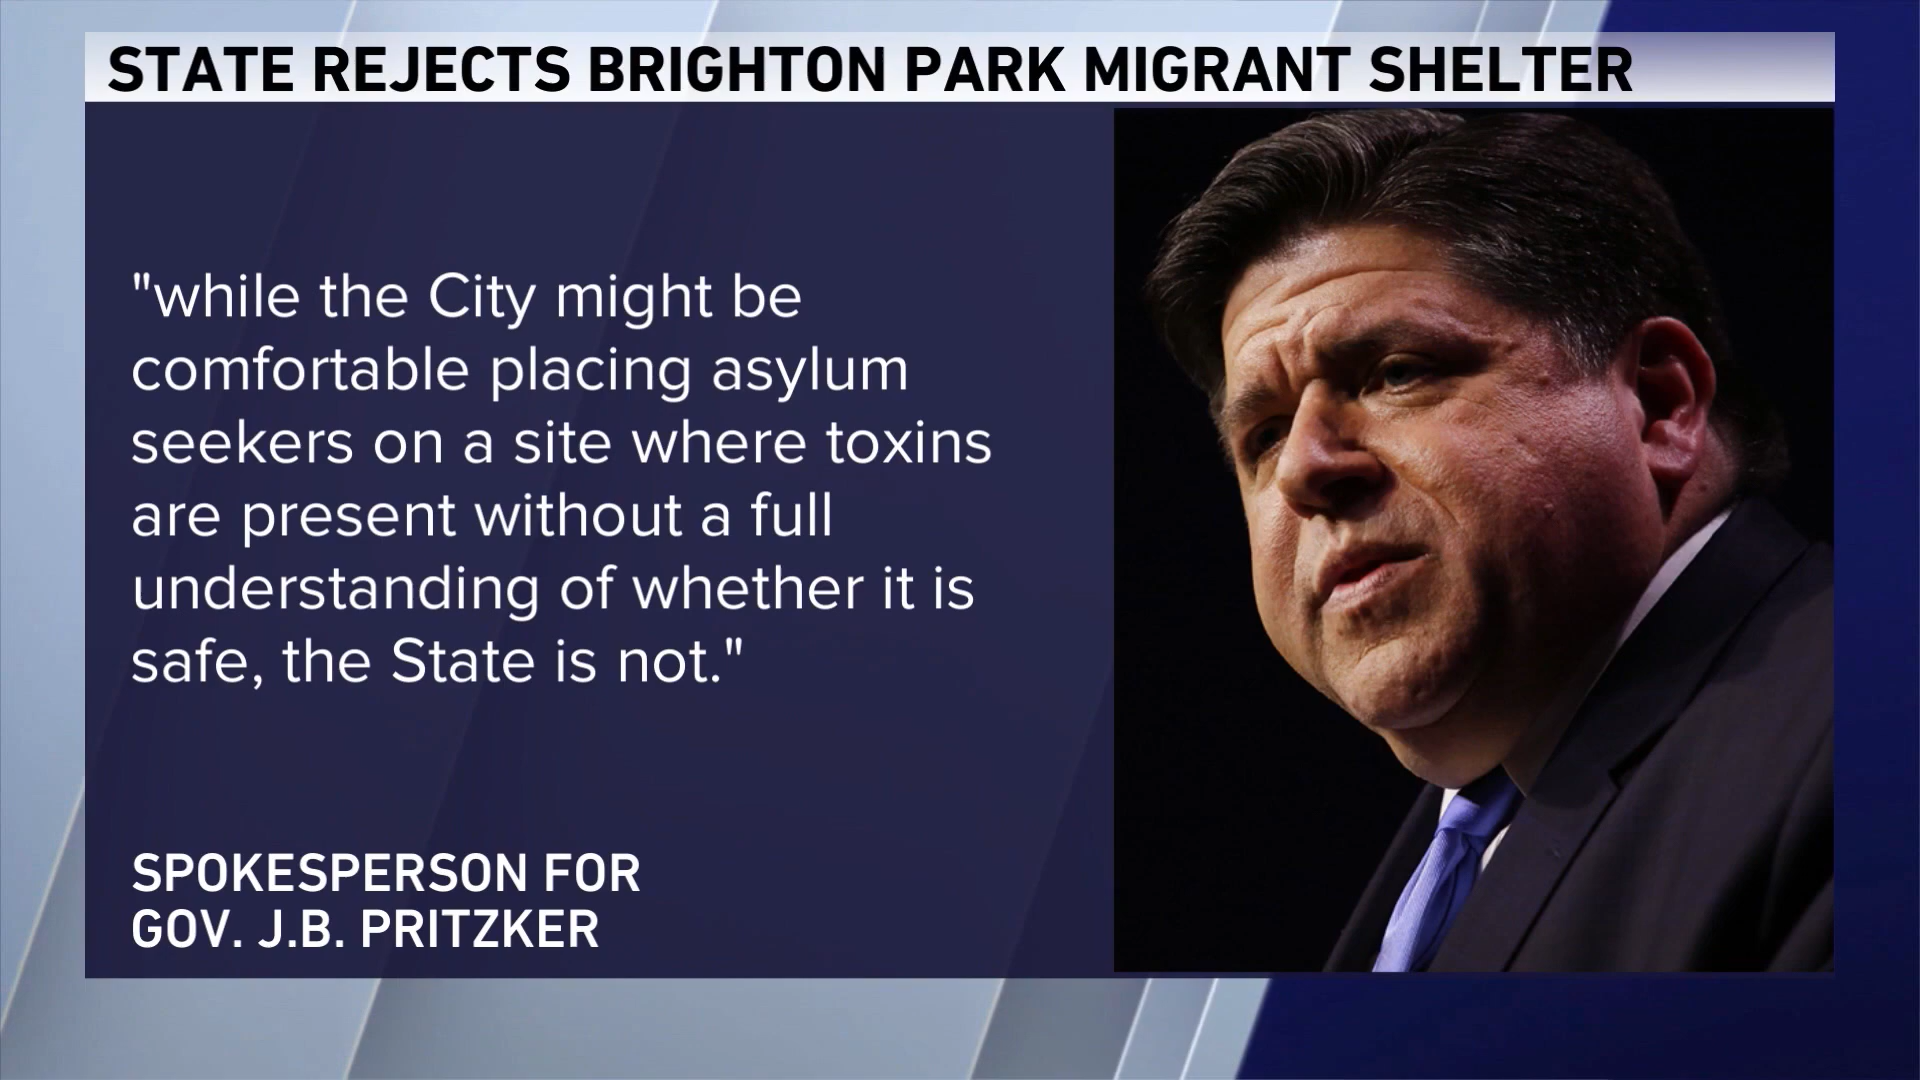 STATE REJECTS BRIGHTON PARK MIGRANT SHELTER
"while the City might be
comfortable placing asylum
seekers on a site where toxins
are present without a full
understanding of whether it is
safe, the State is not."
SPOKESPERSON FOR
GOV. J.B. PRITZKER